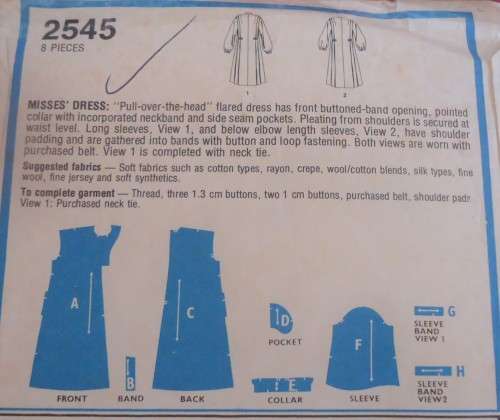 2545
8 PIECES
1
2
MISSES' DRESS: "Pull-over-the-head" flared dress has front buttoned-band opening, pointed
collar with incorporated neckband and side seam pockets. Pleating from shoulders is secured at
waist level. Long sleeves, View 1, and below elbow length sleeves, View 2, have shoulder
padding and are gathered into bands with button and loop fastening. Both views are worn with
purchased belt. View 1 is completed with neck tie.
Suggested fabrics — Soft fabrics such as cotton types, rayon, crepe, wool/cotton blends, silk types, fine
wool, fine jersey and soft synthetics.
To complete garment — Thread, three 1.3 cm buttons, two 1 cm buttons, purchased belt, shoulder pads
View 1: Purchased neck tie.
A
FRONT
B
BAND
C
BACK
D
POCKET
E
COLLAR
F
SLEEVE
G
SLEEVE
BAND
VIEW 1
H
SLEEVE
BAND
VIEW 2